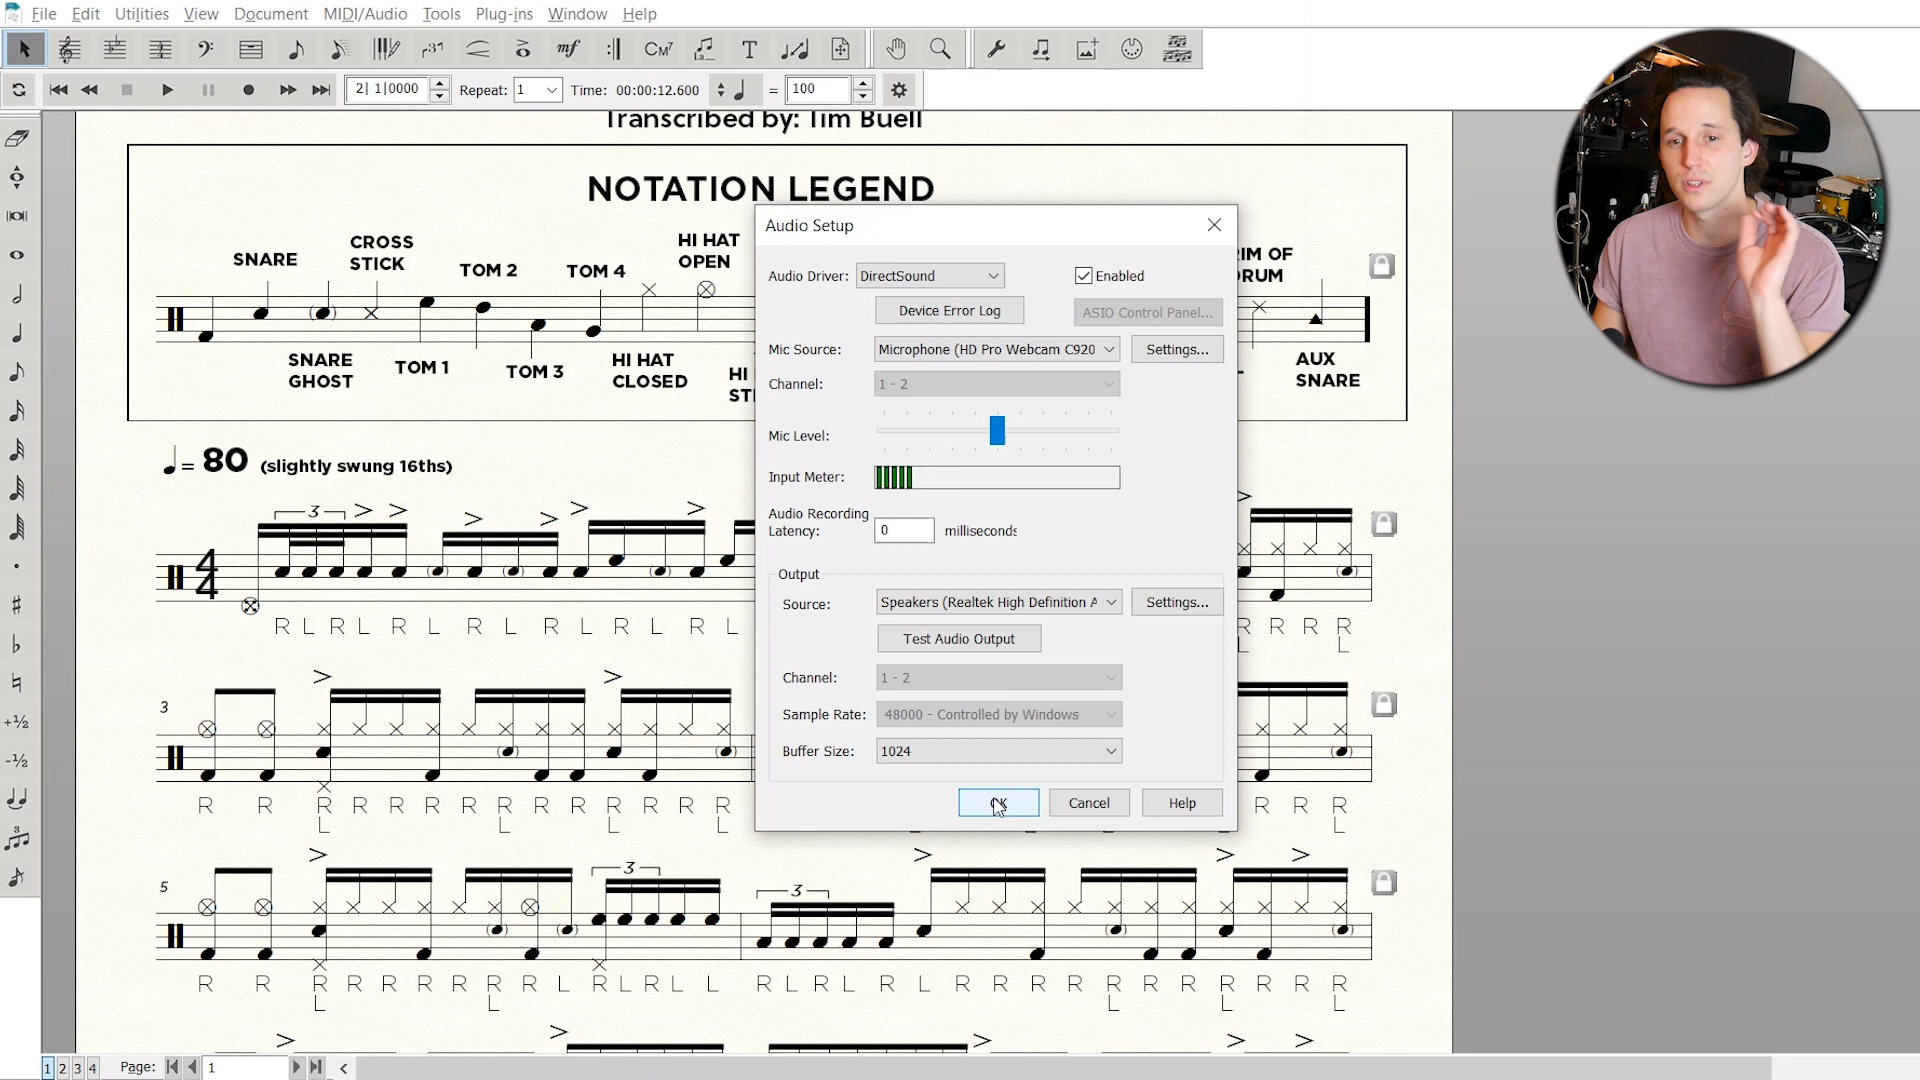 File Edit Utilities View Document MIDI/Audio Tools Plug-ins Window Help
2| 1|0000 Repeat: 1 Time: 00:00:12.600 = 100
Transcribed by: Tim Buell
NOTATION LEGEND
SNARE
CROSS
STICK
TOM 2
TOM 4
HI HAT
OPEN
SNARE
GHOST
TOM 1
TOM 3
HI HAT
CLOSED
HI
AUX
SNARE
Audio Setup
Audio Driver: DirectSound
Enabled
Device Error Log
ASIO Control Panel...
Mic Source: Microphone (HD Pro Webcam C920
Settings...
Channel: 1 - 2
Mic Level:
Input Meter:
Audio Recording
Latency: 0 milliseconds
Output
Source: Speakers (Realtek High Definition A
Settings...
Test Audio Output
Channel: 1 - 2
Sample Rate: 48000 - Controlled by Windows
Buffer Size: 1024
OK Cancel Help
= 80 (slightly swung 16ths)
3
4
4
R L R L R L R L R L R L R
R R R
L
3
R R R R R R R R R R R R
L L L
R R R
L
5
3
3
R R R R R R R R R L R L R L L R L R L R L R R R R R R R R R R
L L L L L
Page: 1
1 2 3 4